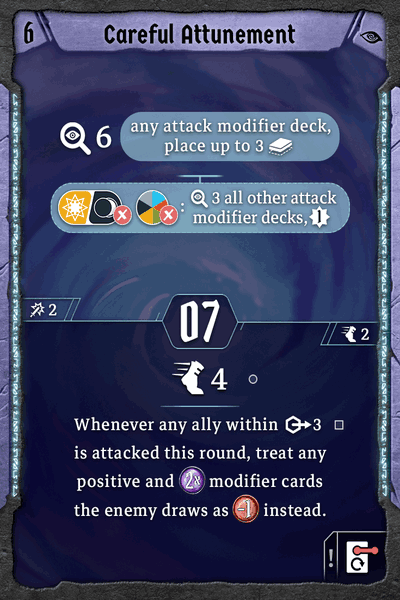 6 Careful Attunement
6 any attack modifier deck,
place up to 3
: 3 all other attack
modifier decks, 1
2
07
2
4
Whenever any ally within 3
is attacked this round, treat any
positive and 2x modifier cards
the enemy draws as -1 instead.
!